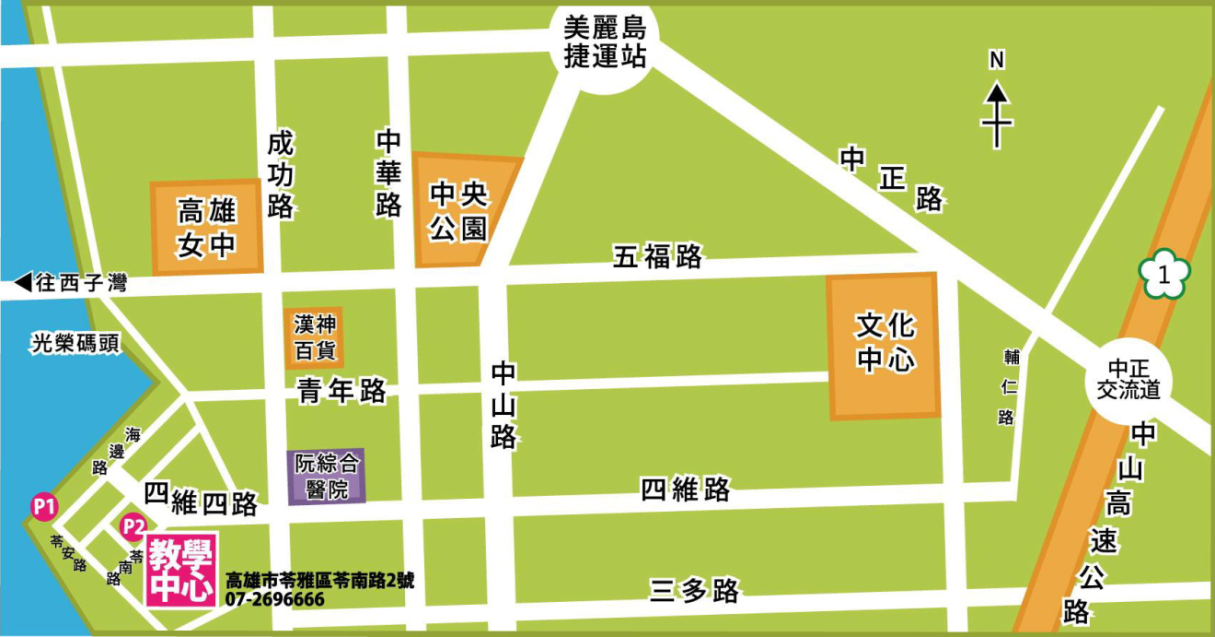 美麗島
捷運站
N
成功路
中華路
中央
公園
中正路
高雄
女中
五福路
1
往西子灣
光榮碼頭
漢神
百貨
文化
中心
輔仁路
中正
交流道
青年路
中山路
中山高速公路
海邊路
阮綜合
醫院
四維四路
四維路
P1
P2
苓安路
苓南路
教學
中心
高雄市苓雅區苓南路2號
07-2696666
三多路